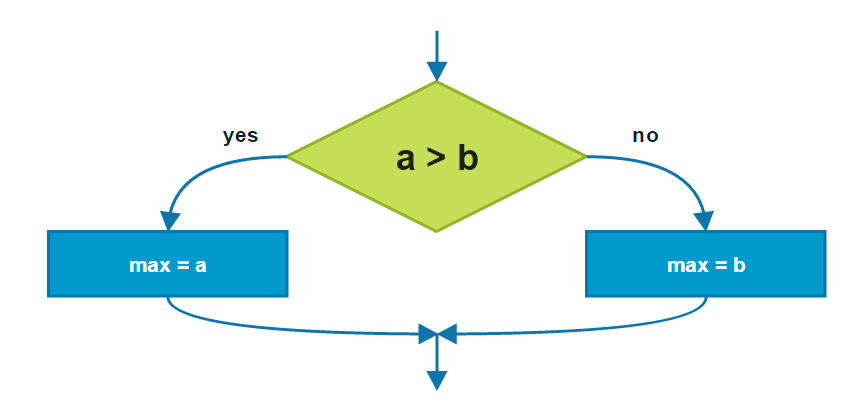 yes
no
a > b
max = a
max = b